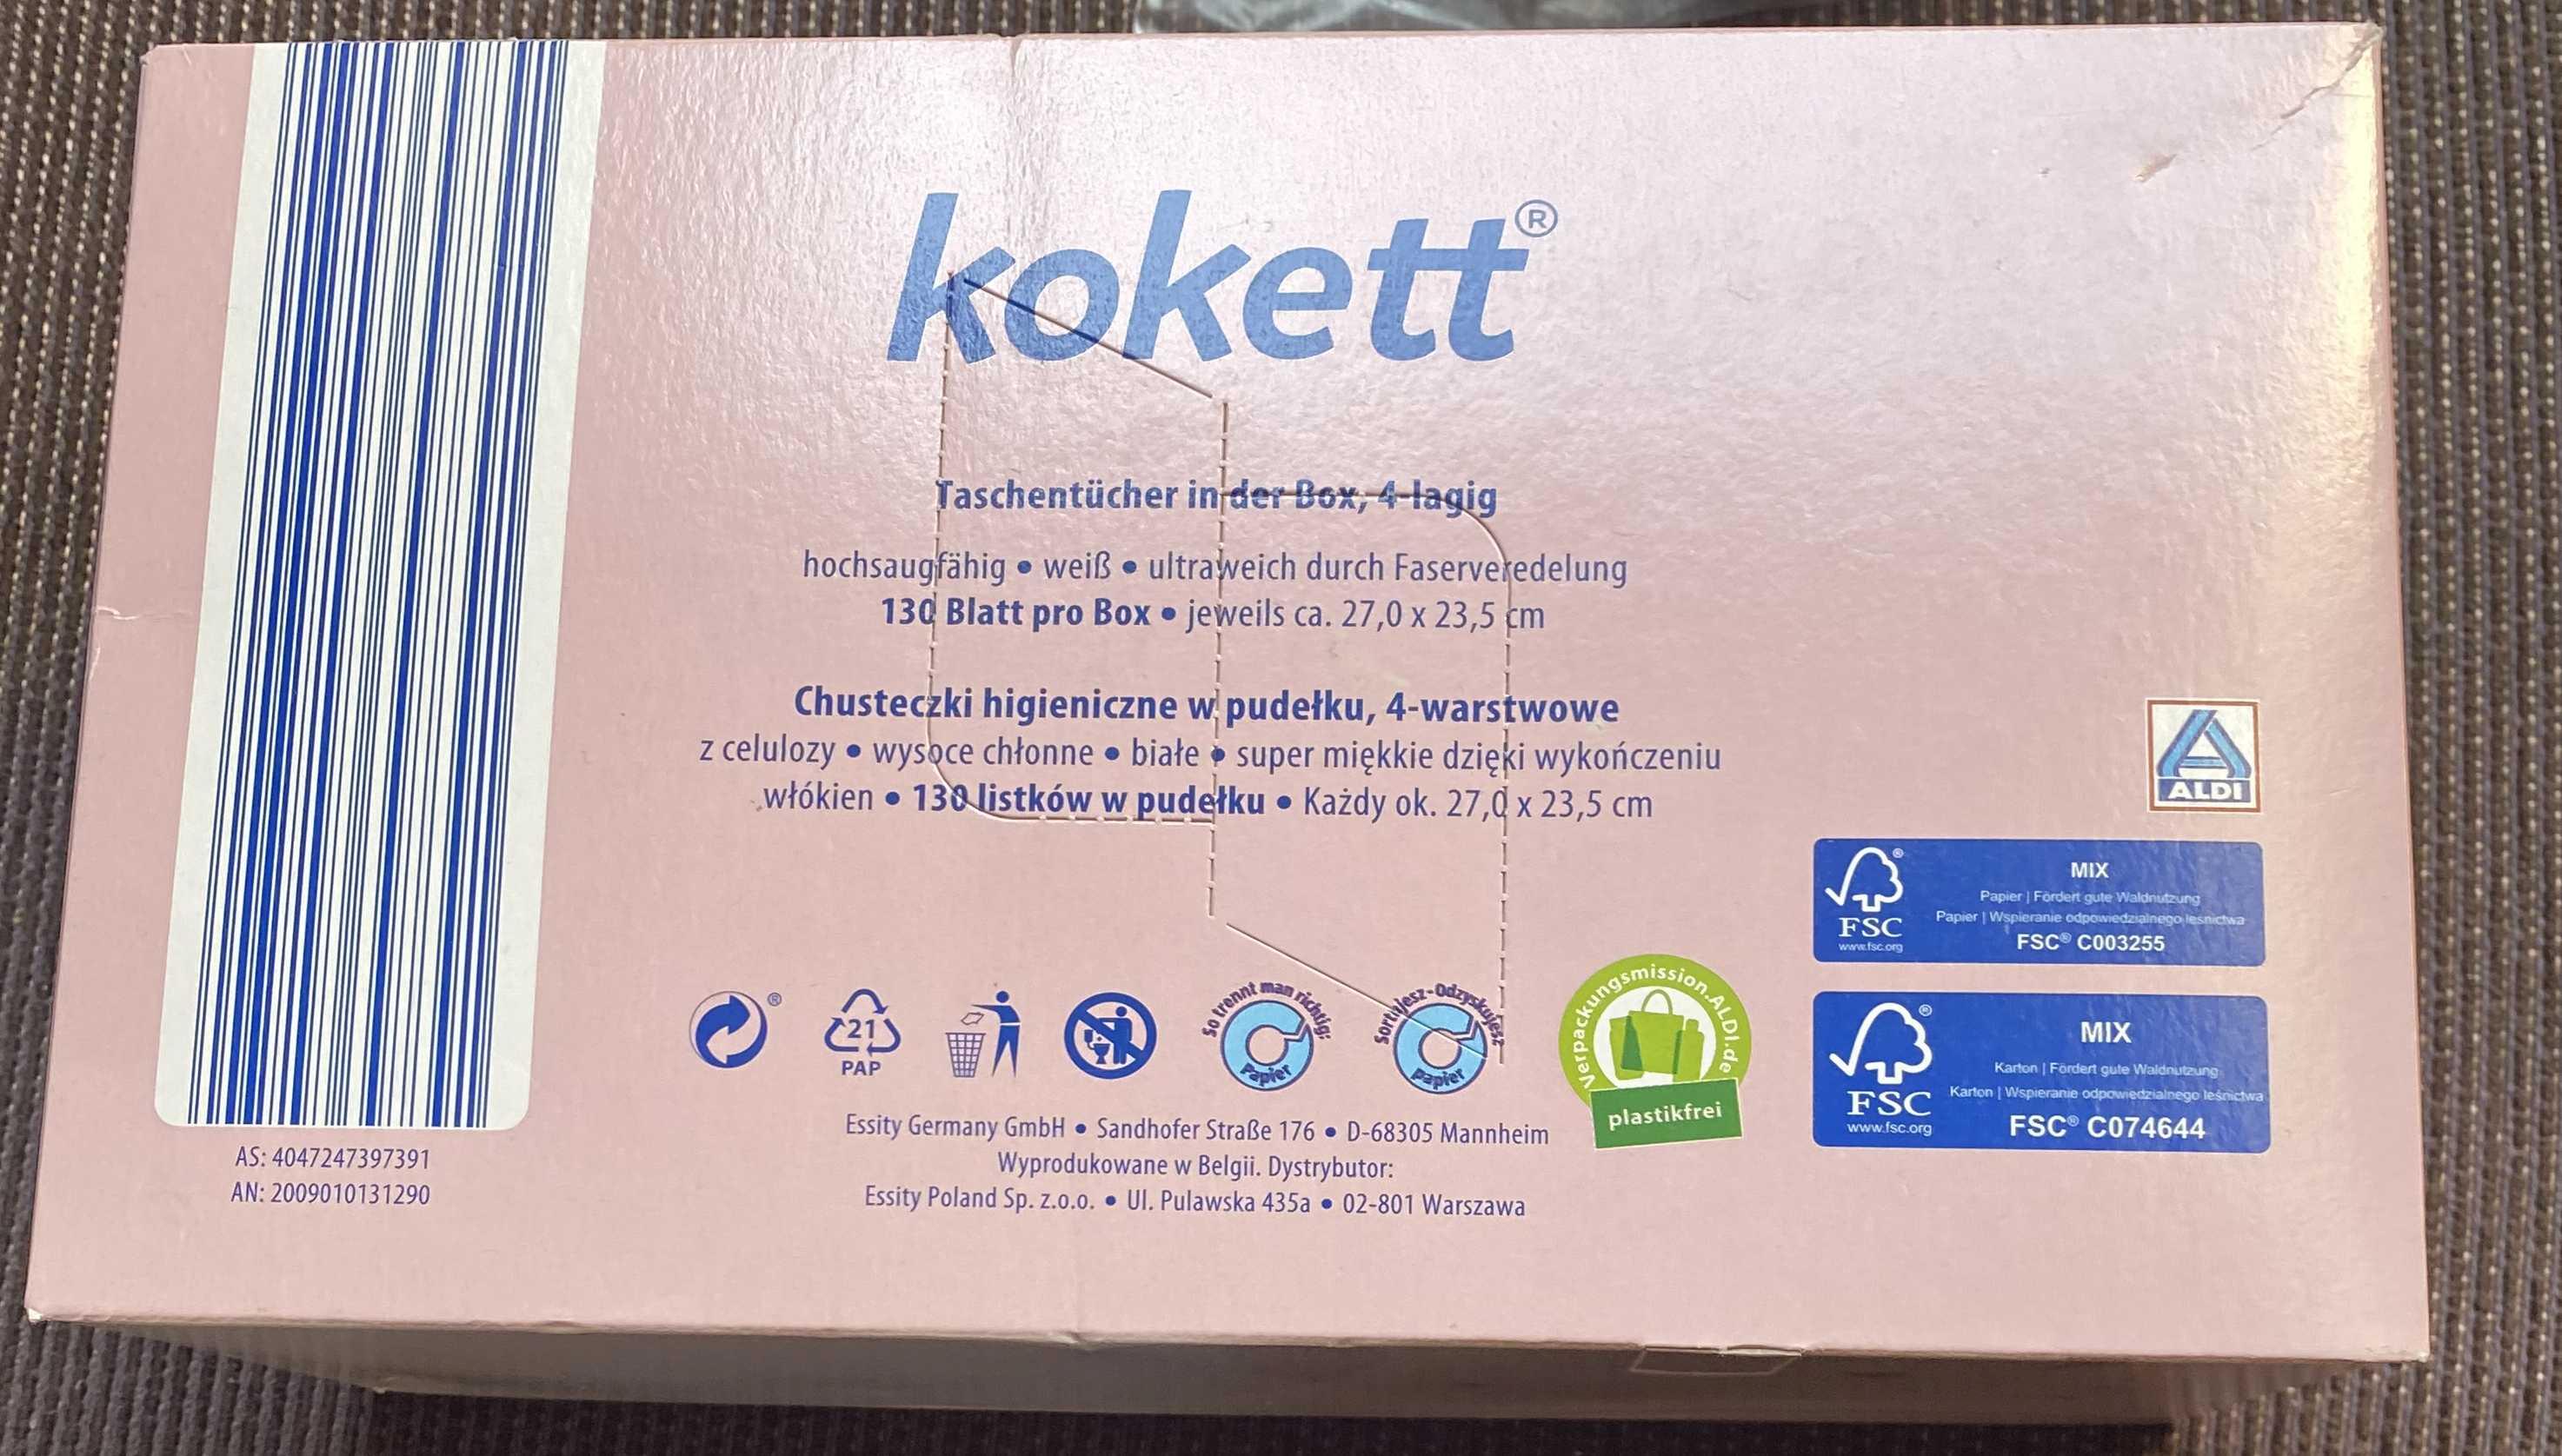 kokett®
Taschentücher in der Box, 4-lagig
hochsaugfähig • weiß • ultraweich durch Faserveredelung
130 Blatt pro Box • jeweils ca. 27,0 x 23,5 cm
Chusteczki higieniczne w pudełku, 4-warstwowe
z celulozy • wysoce chłonne • białe • super miękkie dzięki wykończeniu
włókien • 130 listków w pudełku • Każdy ok. 27,0 x 23,5 cm
ALDI
MIX
Papier | Fördert gute Waldnutzung
Papier | Wspieranie odpowiedzialnego leśnictwa
FSC® C003255
® FSC
www.fsc.org
MIX
Karton | Fördert gute Waldnutzung
Karton | Wspieranie odpowiedzialnego leśnictwa
FSC® C074644
® FSC
www.fsc.org
®
21
PAP
So trennt man richtig:
Papier
Sortujesz-Odzyskujesz
papier
Verpackungsmission.ALDI.de
plastikfrei
Essity Germany GmbH • Sandhofer Straße 176 • D-68305 Mannheim
Wyprodukowane w Belgii. Dystrybutor:
Essity Poland Sp. z.o.o. • Ul. Pulawska 435a • 02-801 Warszawa
AS: 4047247397391
AN: 2009010131290